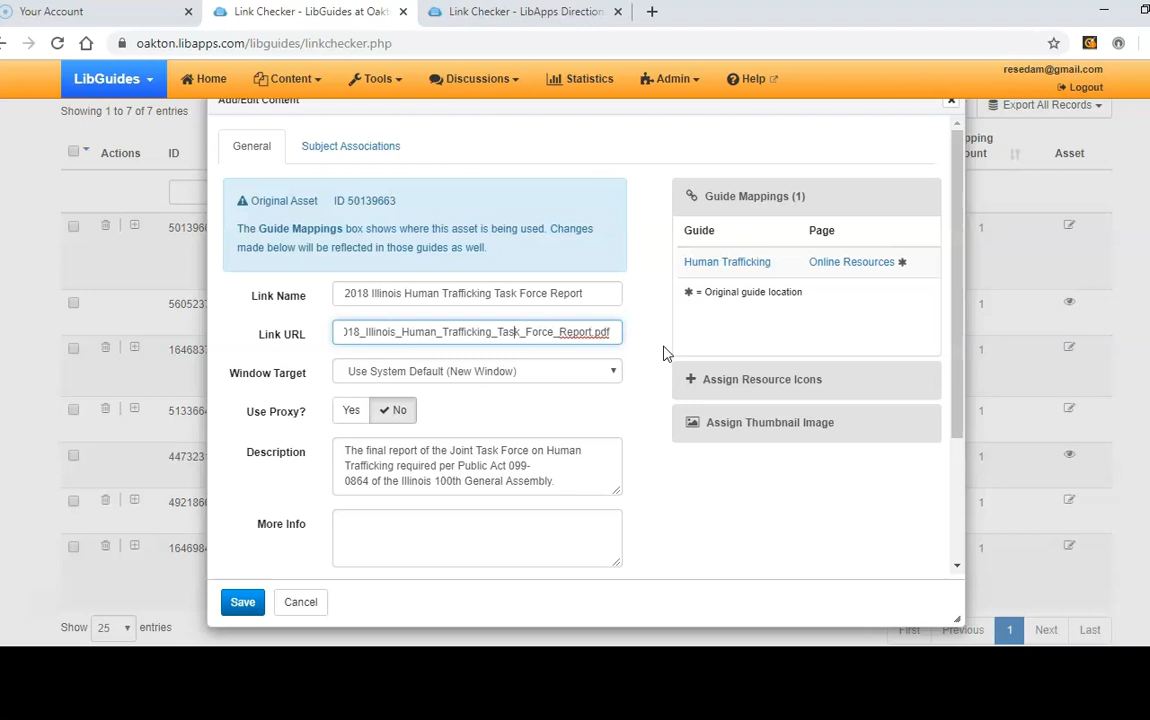 Your Account
Link Checker - LibGuides at Oakt
Link Checker - LibApps Direction
oakton.libapps.com/libguides/linkchecker.php
LibGuides
Home
Content
Tools
Discussions
Statistics
Admin
Help
resedam@gmail.com
Logout
Showing 1 to 7 of 7 entries
Add/Edit Content
Export All Records
Actions
ID
pping
ount
Asset
General
Subject Associations
Original Asset ID 50139663
The Guide Mappings box shows where this asset is being used. Changes
made below will be reflected in those guides as well.
Guide Mappings (1)
Guide
Page
Human Trafficking
Online Resources ✱
✱ = Original guide location
Assign Resource Icons
Assign Thumbnail Image
Link Name
2018 Illinois Human Trafficking Task Force Report
Link URL
018_Illinois_Human_Trafficking_Task_Force_Report.pdf
Window Target
Use System Default (New Window)
Use Proxy?
Yes
No
Description
The final report of the Joint Task Force on Human
Trafficking required per Public Act 099-
0864 of the Illinois 100th General Assembly.
More Info
Save
Cancel
5013966
1
560523
164683
1
513366
1
447323
1
492186
1
164698
1
Show 25 entries
First
Previous
1
Next
Last